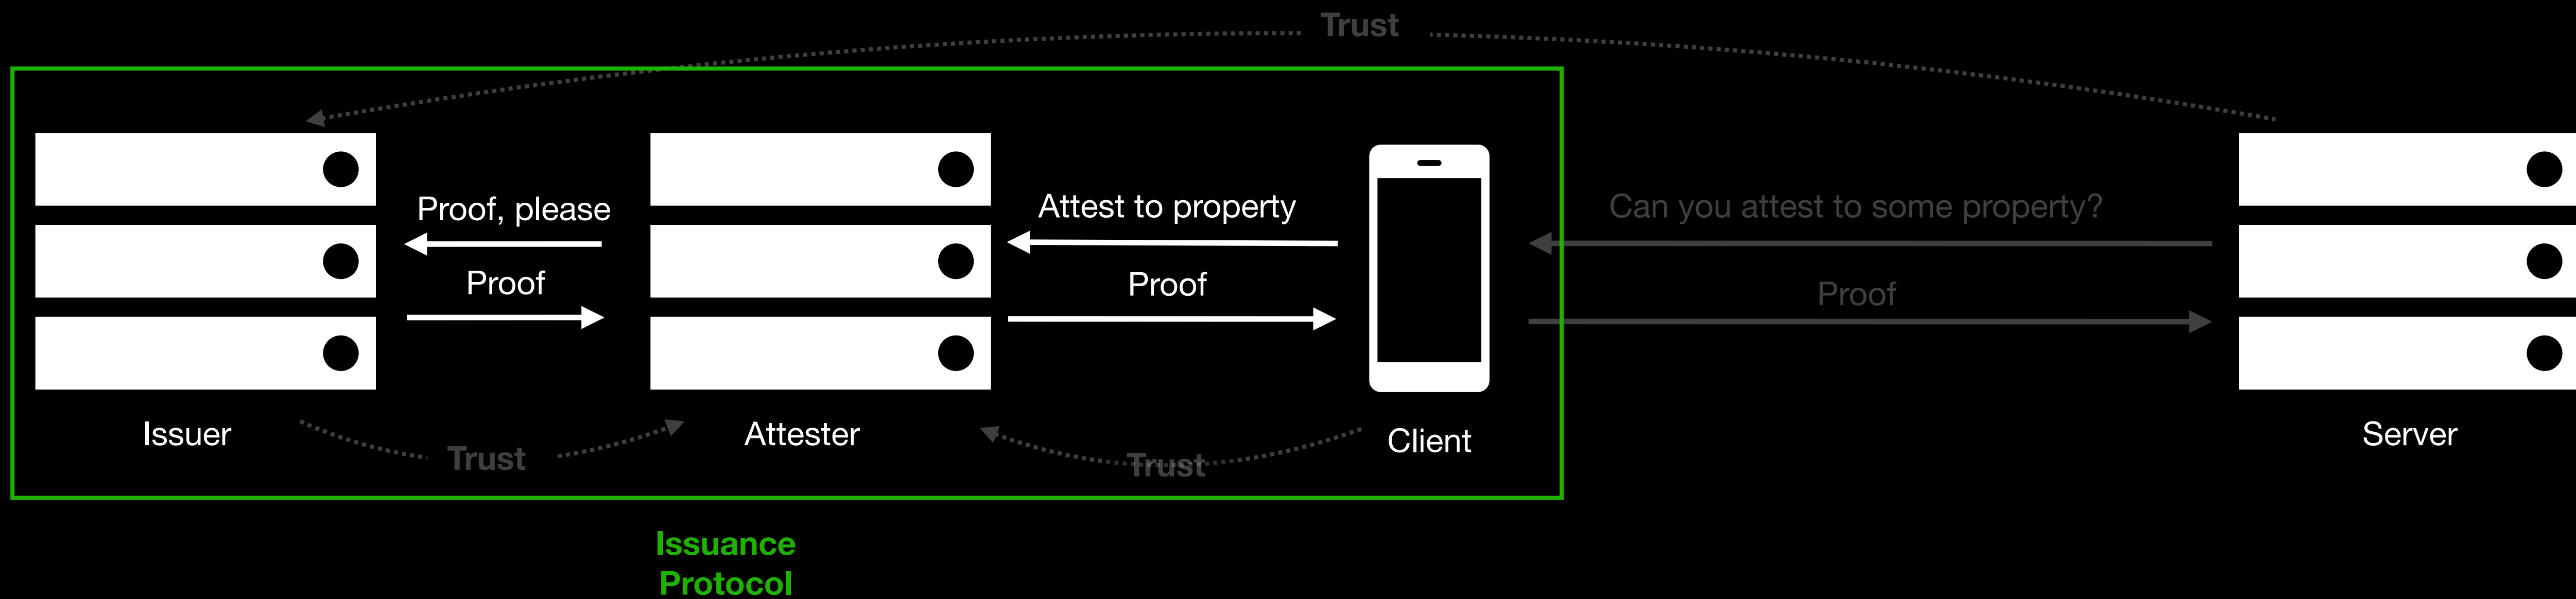 Trust
Proof, please
Attest to property
Can you attest to some property?
Proof
Proof
Proof
Issuer
Trust
Attester
Trust
Client
Server
Issuance
Protocol